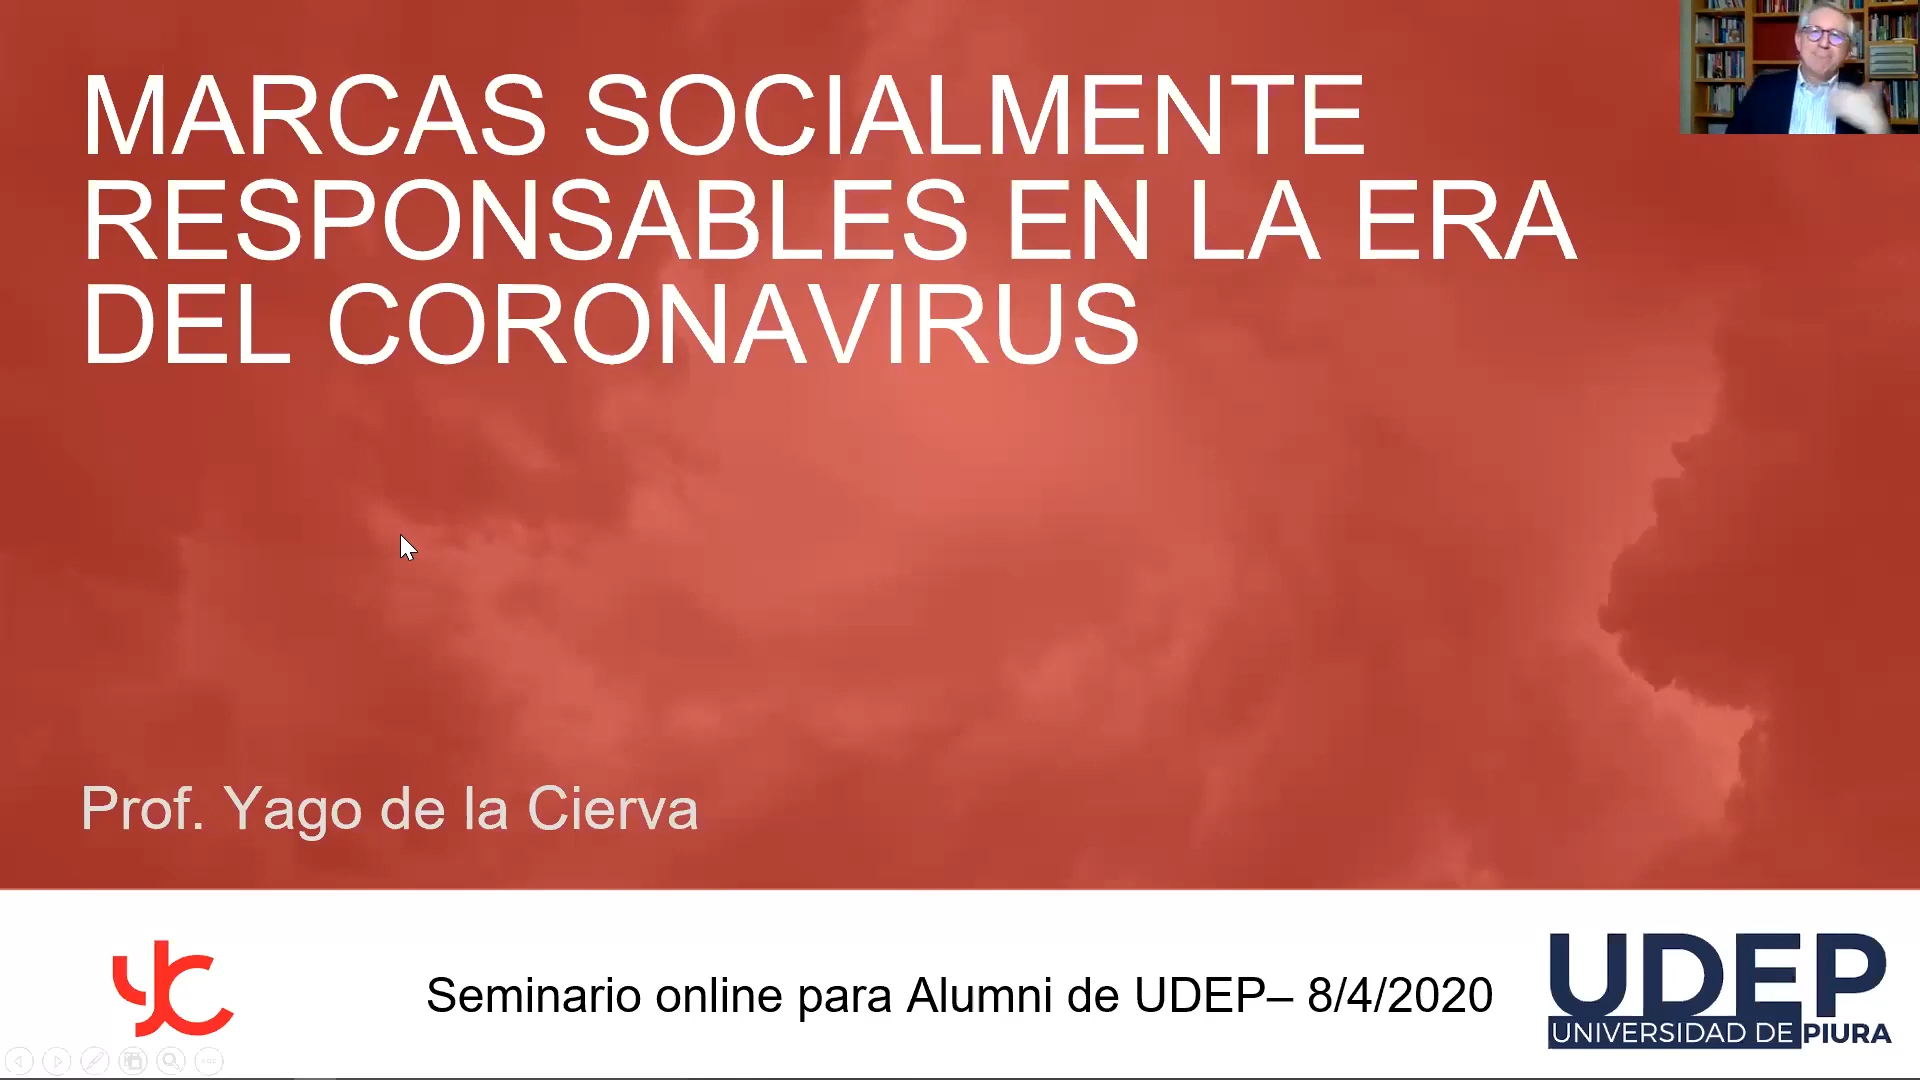 MARCAS SOCIALMENTE
RESPONSABLES EN LA ERA
DEL CORONAVIRUS
Prof. Yago de la Cierva
yc
Seminario online para Alumni de UDEP– 8/4/2020
UDEP
UNIVERSIDAD DE PIURA